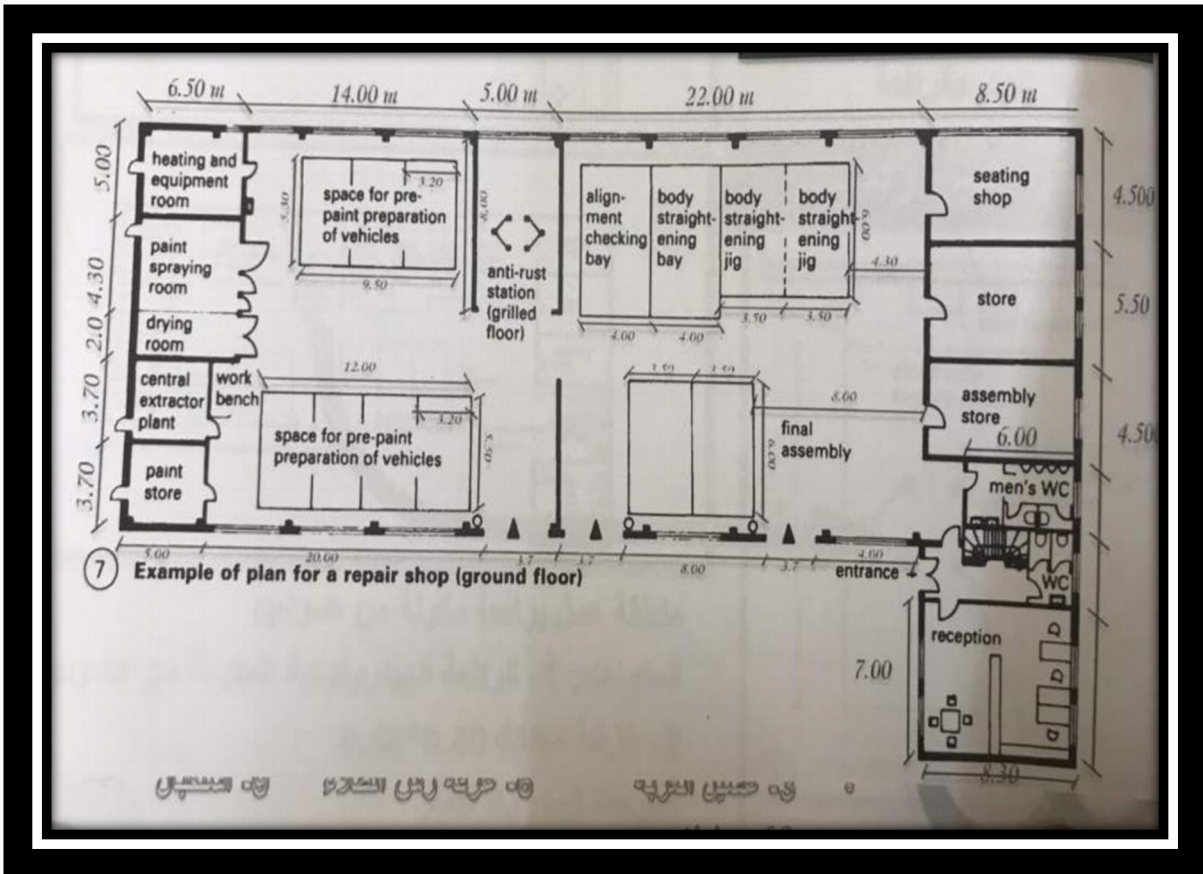 6.50 m
14.00 m
5.00 m
22.00 m
8.50 m
5.00
4.30
2.0
3.70
3.70
heating and
equipment
room
paint
spraying
room
drying
room
central
extractor
plant
work
bench
paint
store
3.20
5.30
space for pre-
paint preparation
of vehicles
9.50
12.00
3.20
space for pre-paint
preparation of vehicles
5.50
8.00
anti-rust
station
(grilled
floor)
align-
ment
checking
bay
body
straight-
ening
bay
body
straight-
ening
jig
body
straight-
ening
jig
6.00
4.30
4.00
4.00
3.50
3.50
8.00
6.00
final
assembly
seating
shop
store
assembly
store
6.00
men's WC
WC
4.500
5.50
4.500
5.00
20.00
3.7
3.7
8.00
3.7
4.00
entrance
reception
7.00
8.30
7 Example of plan for a repair shop (ground floor)